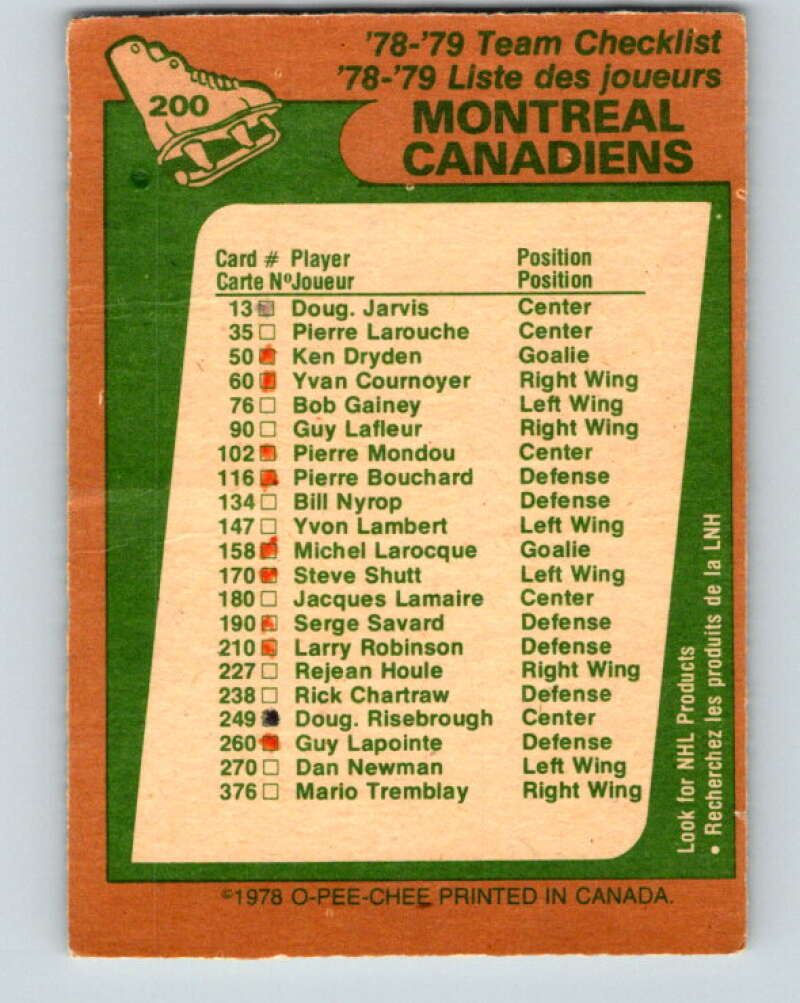 '78-'79 Team Checklist
'78-'79 Liste des joueurs
200
MONTREAL
CANADIENS
Card # Player Position
Carte Nº Joueur Position
13 □ Doug. Jarvis Center
35 □ Pierre Larouche Center
50 □ Ken Dryden Goalie
60 □ Yvan Cournoyer Right Wing
76 □ Bob Gainey Left Wing
90 □ Guy Lafleur Right Wing
102 □ Pierre Mondou Center
116 □ Pierre Bouchard Defense
134 □ Bill Nyrop Defense
147 □ Yvon Lambert Left Wing
158 □ Michel Larocque Goalie
170 □ Steve Shutt Left Wing
180 □ Jacques Lamaire Center
190 □ Serge Savard Defense
210 □ Larry Robinson Defense
227 □ Rejean Houle Right Wing
238 □ Rick Chartraw Defense
249 □ Doug. Risebrough Center
260 □ Guy Lapointe Defense
270 □ Dan Newman Left Wing
376 □ Mario Tremblay Right Wing
Look for NHL Products
• Recherchez les produits de la LNH
©1978 O-PEE-CHEE PRINTED IN CANADA.